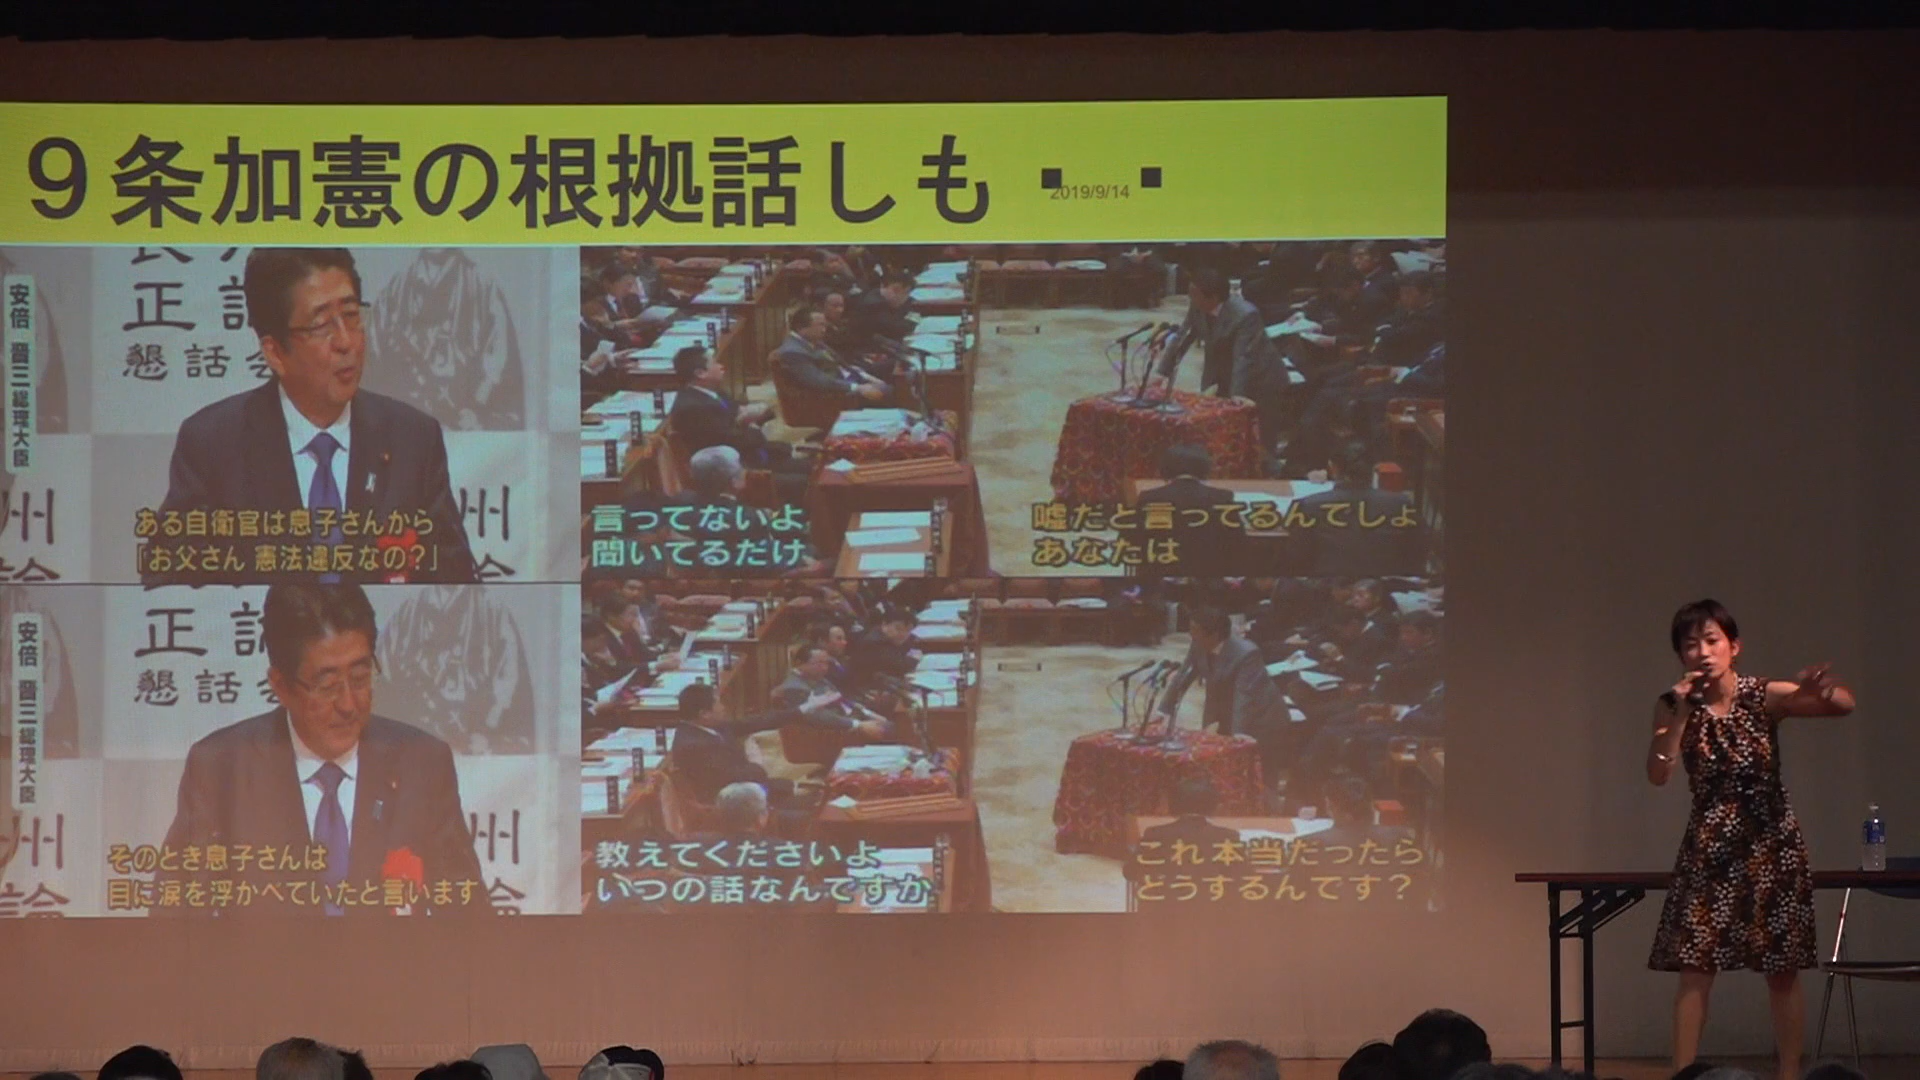 ９条加憲の根拠話しも・・
2019/9/14
安倍 晋三総理大臣
正
懇話会
州
論
ある自衛官は息子さんから
「お父さん 憲法違反なの？」
言ってないよ
聞いてるだけ
嘘だと言ってるんでしょ
あなたは
安倍 晋三総理大臣
正論
懇話会
州
論
そのとき息子さんは
目に涙を浮かべていたと言います
教えてくださいよ
いつの話なんですか
これ本当だったら
どうするんです？